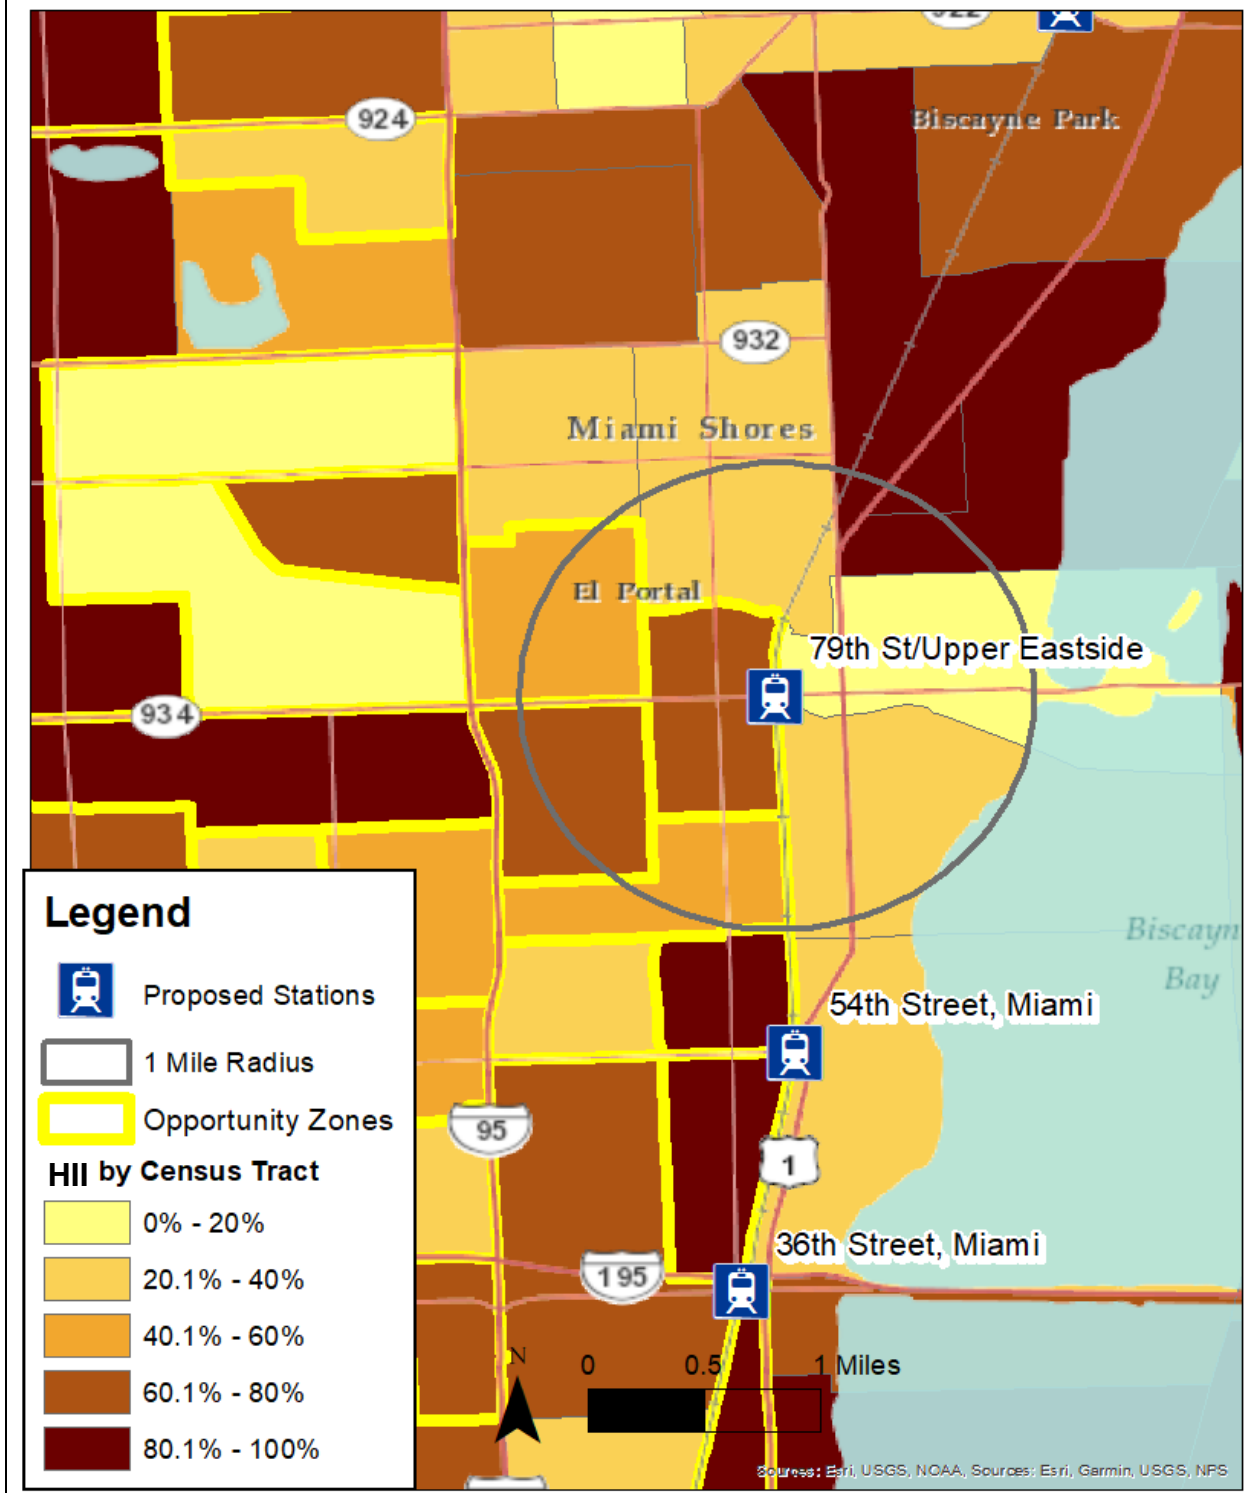 922
924
Biscayne Park
932
Miami Shores
El Portal
79th St/Upper Eastside
934
Legend
Proposed Stations
1 Mile Radius
Opportunity Zones
HII by Census Tract
0% - 20%
20.1% - 40%
40.1% - 60%
60.1% - 80%
80.1% - 100%
Biscayn
Bay
54th Street, Miami
95
1
36th Street, Miami
195
N
0 0.5 1 Miles
Sources: Esri, USGS, NOAA, Sources: Esri, Garmin, USGS, NPS